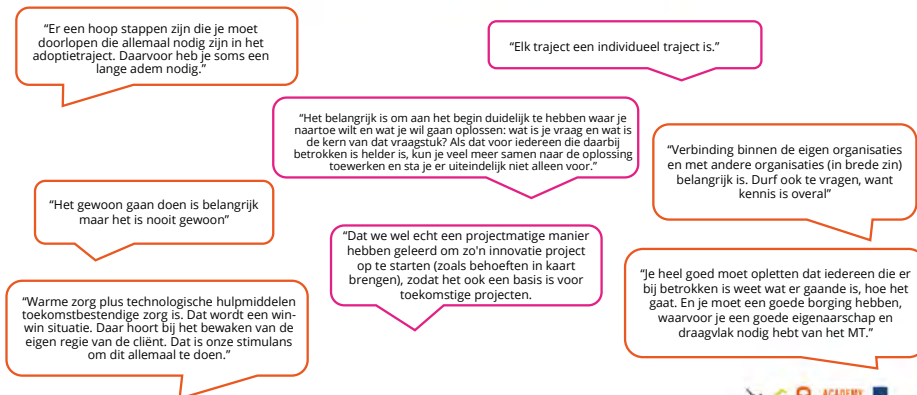 “Er een hoop stappen zijn die je moet
doorlopen die allemaal nodig zijn in het
adoptietraject. Daarvoor heb je soms een
lange adem nodig.”
“Elk traject een individueel traject is.”
“Het belangrijk is om aan het begin duidelijk te hebben waar je
naartoe wilt en wat je wil gaan oplossen: wat is je vraag en wat is
de kern van dat vraagstuk? Als dat voor iedereen die daarbij
betrokken is helder is, kun je veel meer samen naar de oplossing
toewerken en sta je er uiteindelijk niet alleen voor.”
“Verbinding binnen de eigen organisaties
en met andere organisaties (in brede zin)
belangrijk is. Durf ook te vragen, want
kennis is overal”
“Het gewoon gaan doen is belangrijk
maar het is nooit gewoon”
“Dat we wel echt een projectmatige manier
hebben geleerd om zo'n innovatie project
op te starten (zoals behoeften in kaart
brengen), zodat het ook een basis is voor
toekomstige projecten.
“Je heel goed moet opletten dat iedereen die er
bij betrokken is weet wat er gaande is, hoe het
gaat. En je moet een goede borging hebben,
waarvoor je een goede eigenaarschap en
draagvlak nodig hebt van het MT.”
“Warme zorg plus technologische hulpmiddelen
toekomstbestendige zorg is. Dat wordt een win-
win situatie. Daar hoort bij het bewaken van de
eigen regie van de cliënt. Dat is onze stimulans
om dit allemaal te doen.”
ACADEMY